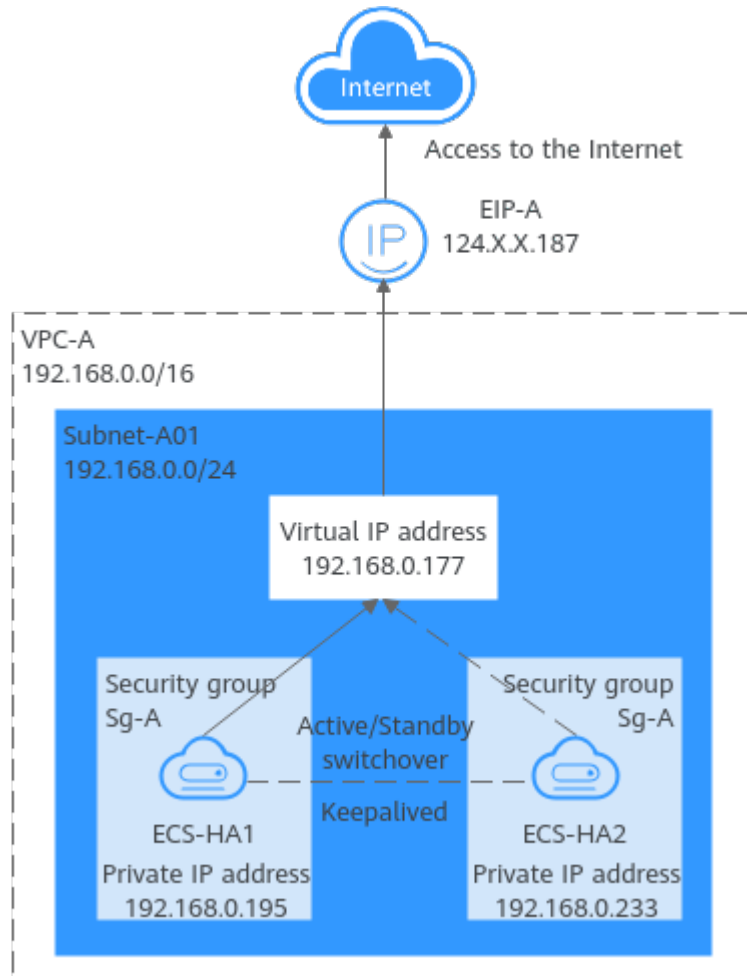 Internet
Access to the Internet
IP
EIP-A
124.X.X.187
VPC-A
192.168.0.0/16
Subnet-A01
192.168.0.0/24
Virtual IP address
192.168.0.177
Security group
Sg-A
Security group
Sg-A
Active/Standby
switchover
Keepalived
ECS-HA1
Private IP address
192.168.0.195
ECS-HA2
Private IP address
192.168.0.233